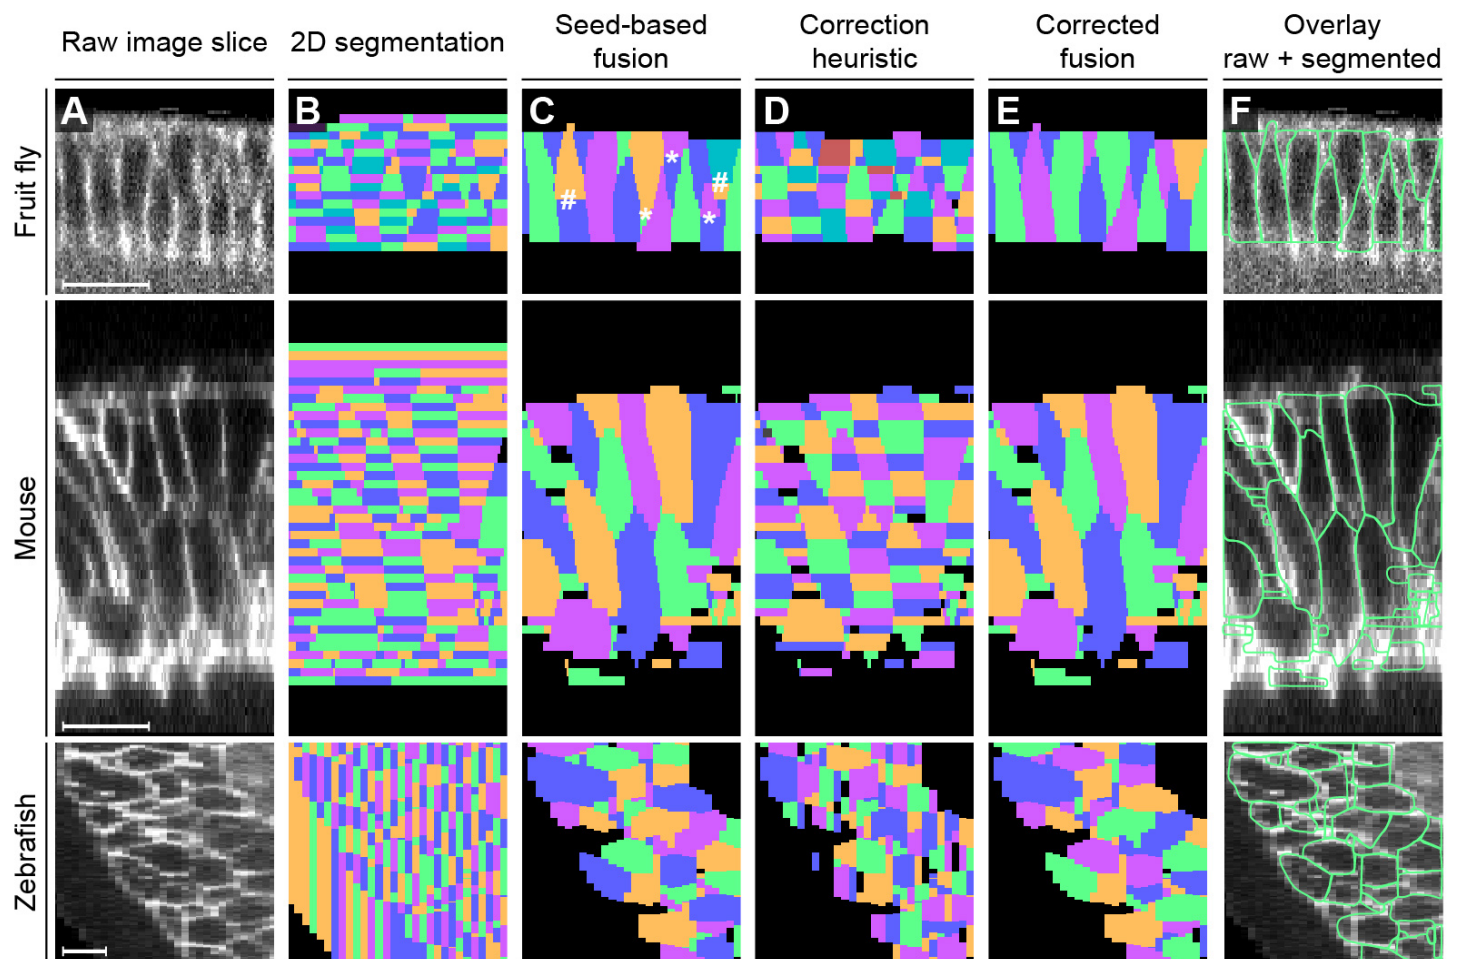 Raw image slice
2D segmentation
Seed-based
fusion
Correction
heuristic
Corrected
fusion
Overlay
raw + segmented
Fruit fly
A
B
C
D
E
F
*
#
#
*
*
Mouse
Zebrafish